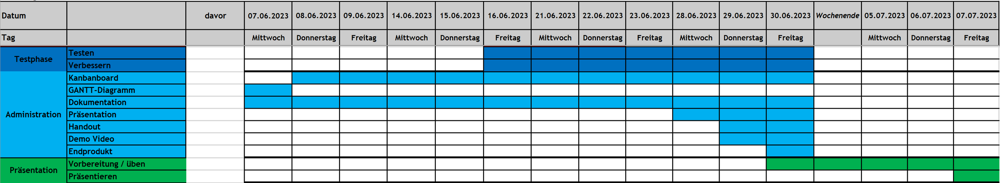 Datum davor 07.06.2023 08.06.2023 09.06.2023 14.06.2023 15.06.2023 16.06.2023 21.06.2023 22.06.2023 23.06.2023 28.06.2023 29.06.2023 30.06.2023 Wochenende 05.07.2023 06.07.2023 07.07.2023
Tag Mittwoch Donnerstag Freitag Mittwoch Donnerstag Freitag Mittwoch Donnerstag Freitag Mittwoch Donnerstag Freitag Mittwoch Donnerstag Freitag
Testphase
Testen
Verbessern
Administration
Kanbanboard
GANTT-Diagramm
Dokumentation
Präsentation
Handout
Demo Video
Endprodukt
Präsentation
Vorbereitung / üben
Präsentieren